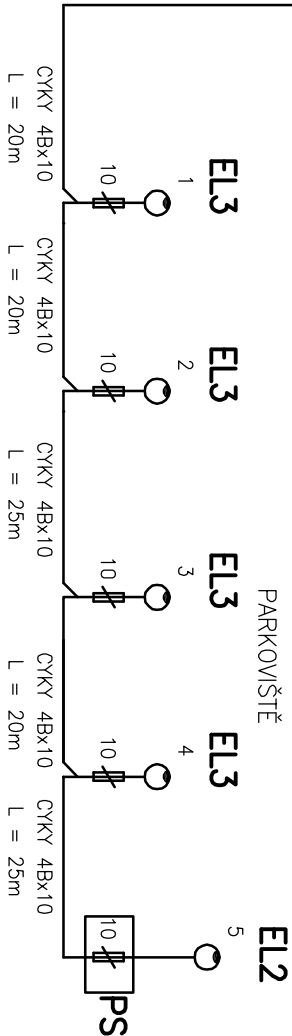 PARKOVIŠTĚ
EL3
1
10
CYKY 4Bx10
L = 20m
EL3
2
10
CYKY 4Bx10
L = 20m
EL3
3
10
CYKY 4Bx10
L = 25m
EL3
4
10
CYKY 4Bx10
L = 20m
EL2
5
10
PS
CYKY 4Bx10
L = 25m